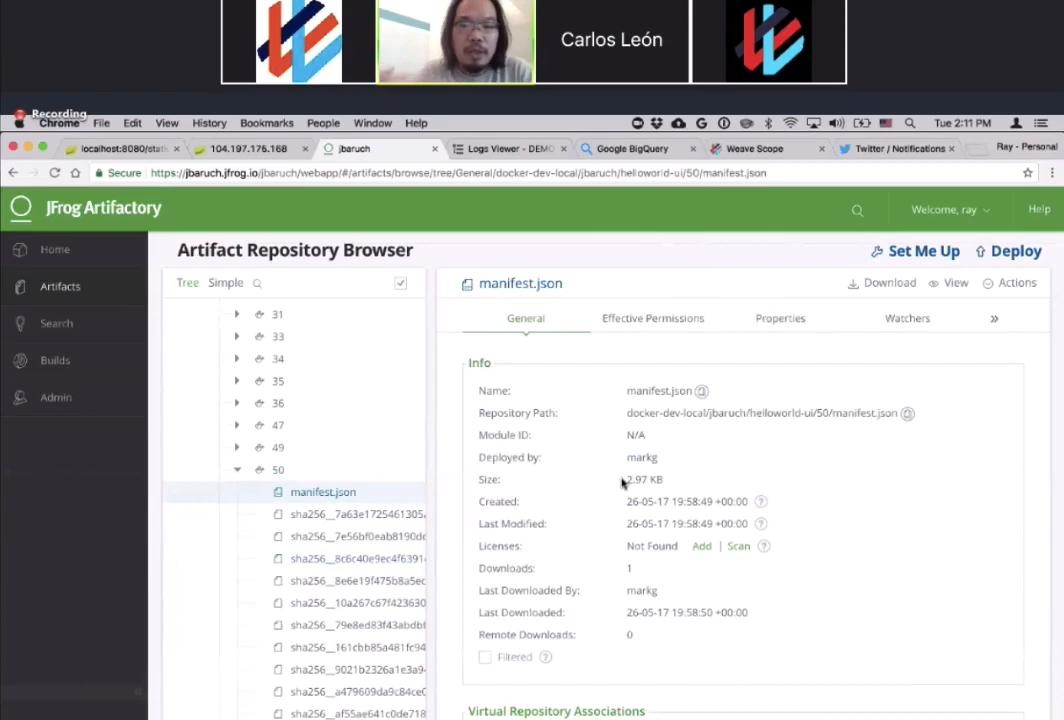 Carlos León
Recording
Chrome File Edit View History Bookmarks People Window Help Tue 2:11 PM
localhost:8080/stat 104.197.176.168 jbaruch Logs Viewer - DEMO Google BigQuery Weave Scope Twitter / Notifications Ray - Personal
Secure https://jbaruch.jfrog.io/jbaruch/webapp/#/artifacts/browse/tree/General/docker-dev-local/jbaruch/helloworld-ui/50/manifest.json
JFrog Artifactory Welcome, ray Help
Home
Artifacts
Search
Builds
Admin
Artifact Repository Browser Set Me Up Deploy
Tree Simple
31
33
34
35
36
47
49
50
manifest.json
sha256__7a63e1725461305
sha256__7e56bf0eab8190dc
sha256__8c6c40e9ec4f6391
sha256__8e6e19f475b8a5ec
sha256__10a267c67f423630
sha256__79e8ed83f43abdbf
sha256__161cbb85a481fc94
sha256__9021b2326a1e3a9
sha256__a479609da9c84ce0
sha256__af55ae641c0de718
manifest.json Download View Actions
General Effective Permissions Properties Watchers
Info
Name: manifest.json
Repository Path: docker-dev-local/jbaruch/helloworld-ui/50/manifest.json
Module ID: N/A
Deployed by: markg
Size: 2.97 KB
Created: 26-05-17 19:58:49 +00:00
Last Modified: 26-05-17 19:58:49 +00:00
Licenses: Not Found Add | Scan
Downloads: 1
Last Downloaded By: markg
Last Downloaded: 26-05-17 19:58:50 +00:00
Remote Downloads: 0
Filtered
Virtual Repository Associations